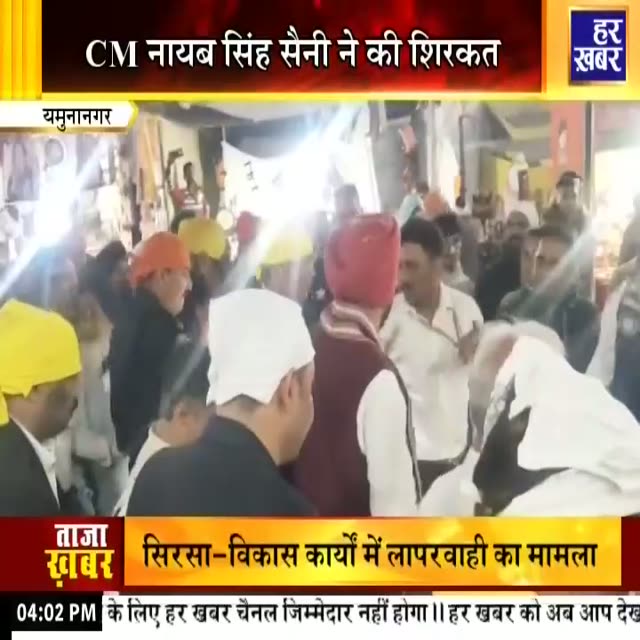 CM नायब सिंह सैनी ने की शिरकत
हर
ख़बर
यमुनानगर
ताजा
ख़बर
सिरसा-विकास कार्यों में लापरवाही का मामला
04:02 PM के लिए हर खबर चैनल जिम्मेदार नहीं होगा।। हर खबर को अब आप देख